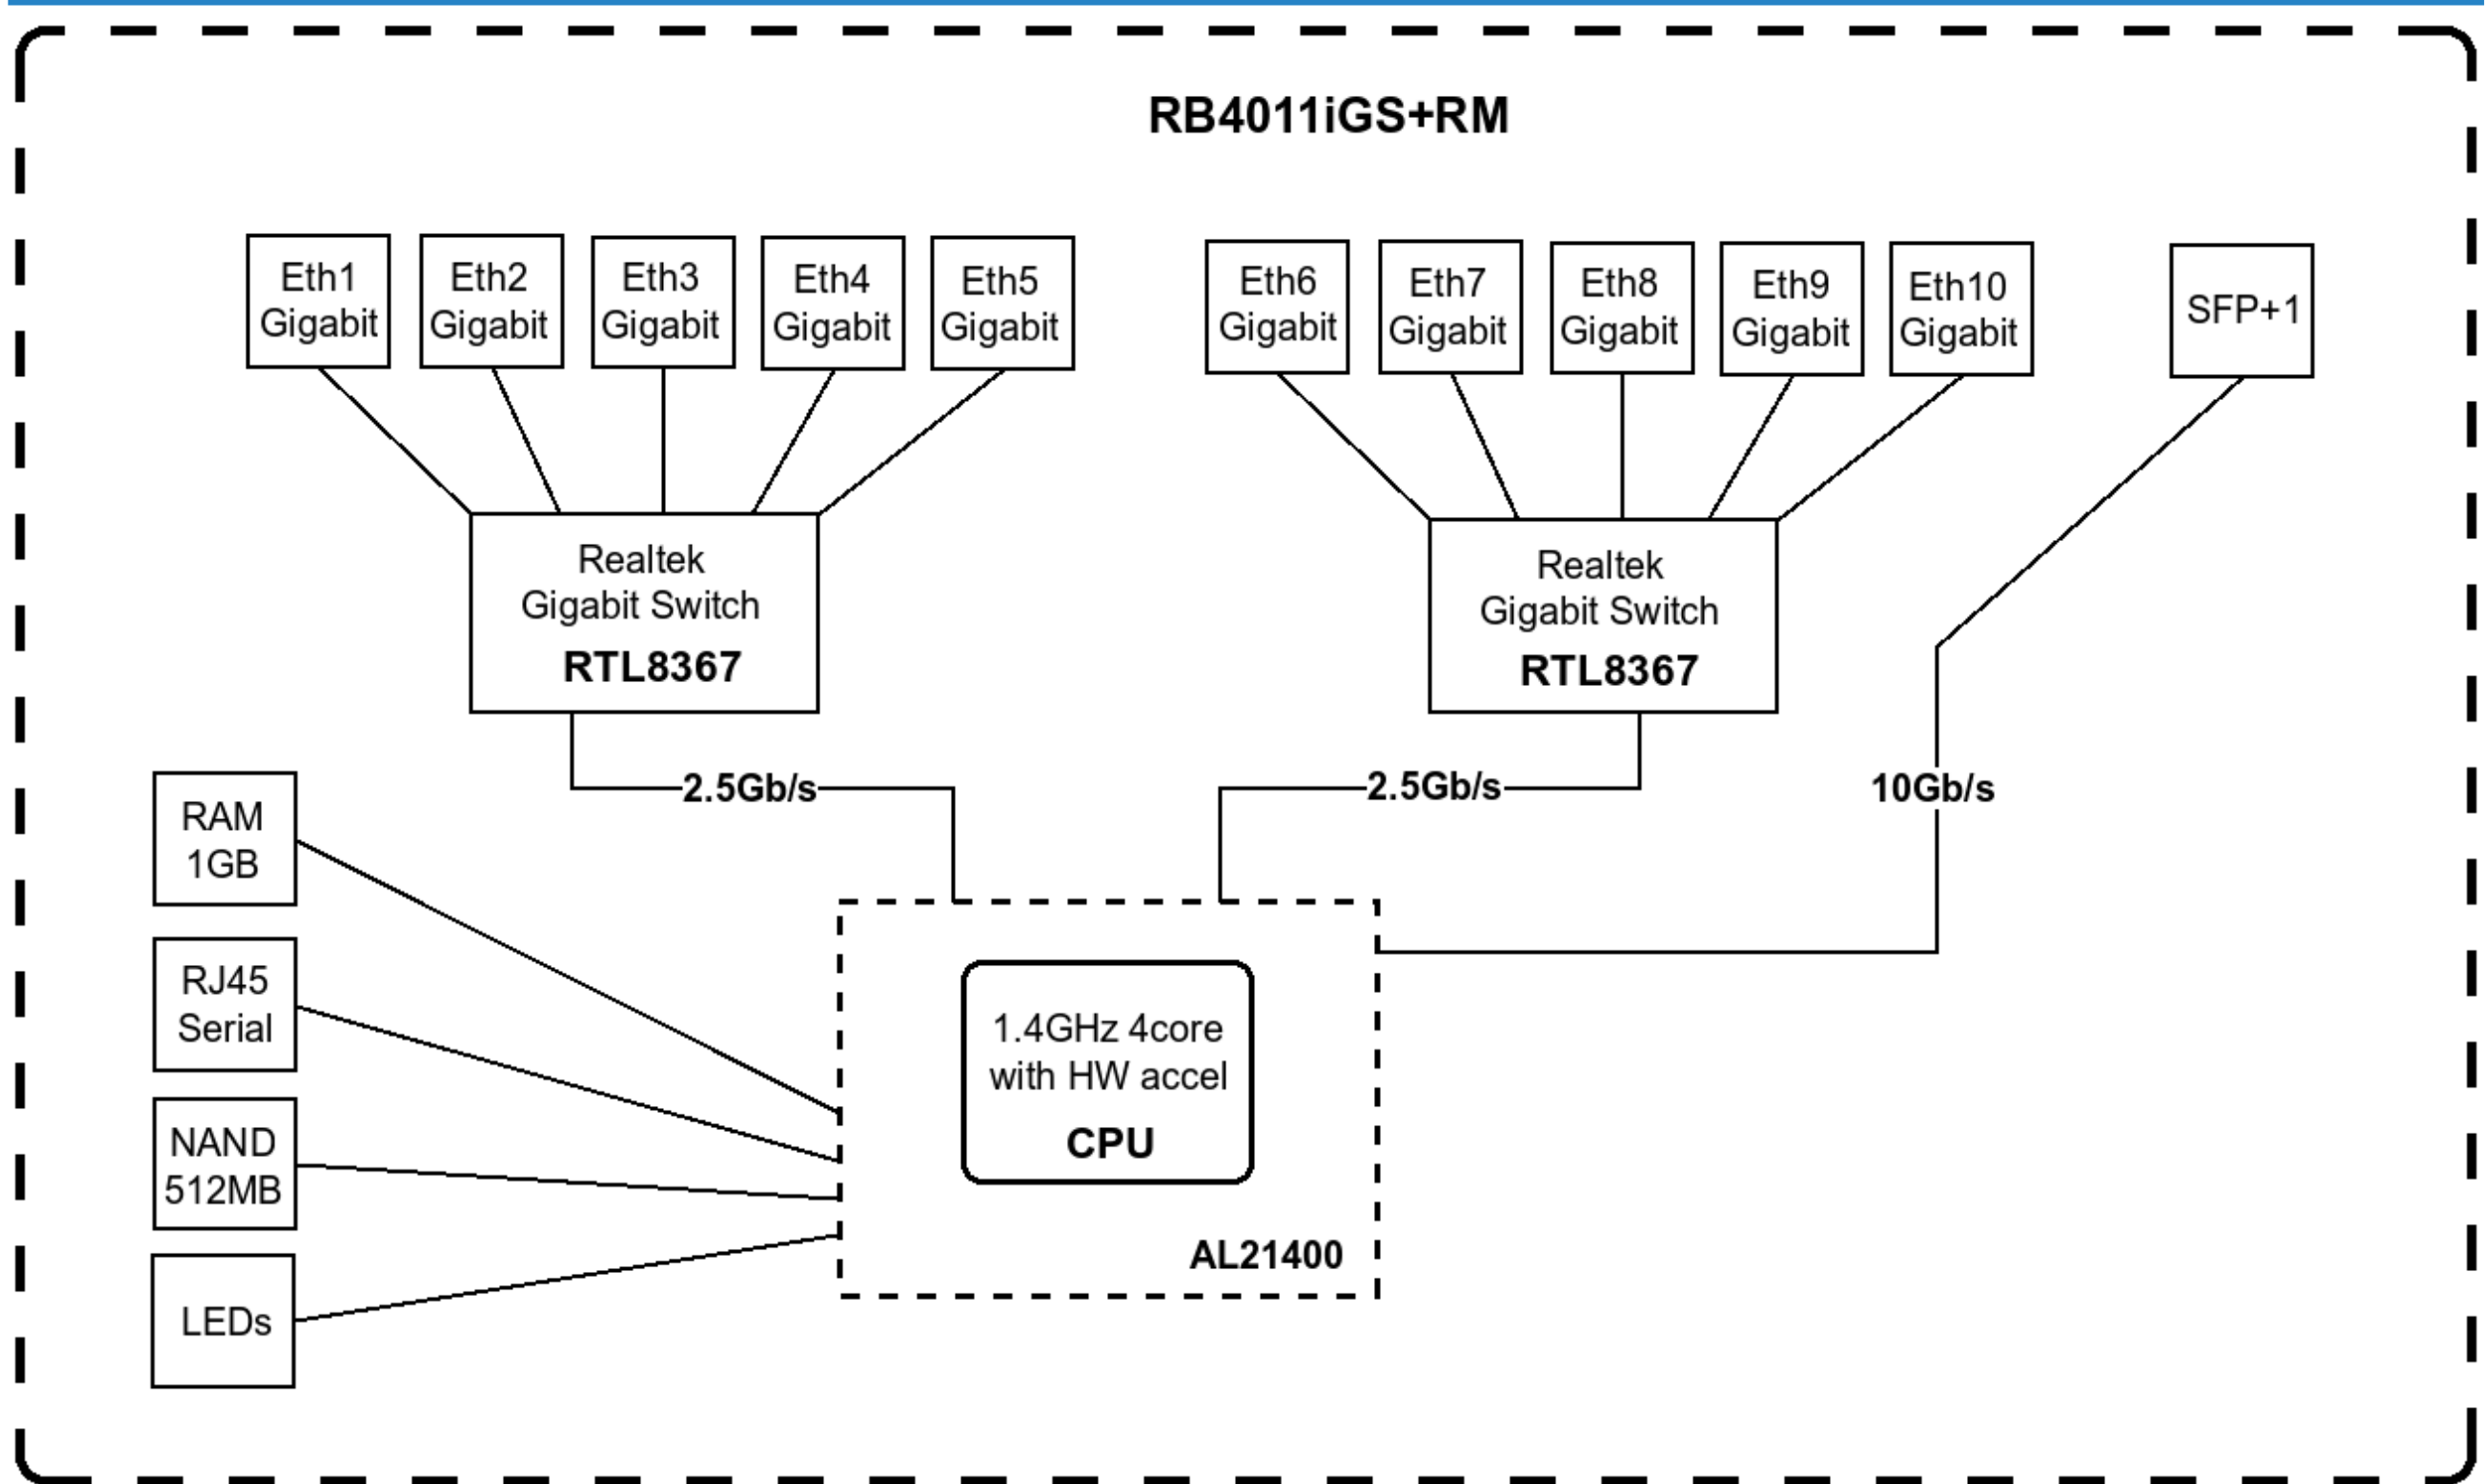 RB4011iGS+RM
Eth1
Gigabit
Eth2
Gigabit
Eth3
Gigabit
Eth4
Gigabit
Eth5
Gigabit
Eth6
Gigabit
Eth7
Gigabit
Eth8
Gigabit
Eth9
Gigabit
Eth10
Gigabit
SFP+1
Realtek
Gigabit Switch
RTL8367
Realtek
Gigabit Switch
RTL8367
2.5Gb/s
2.5Gb/s
10Gb/s
RAM
1GB
RJ45
Serial
NAND
512MB
LEDs
1.4GHz 4core
with HW accel
CPU
AL21400